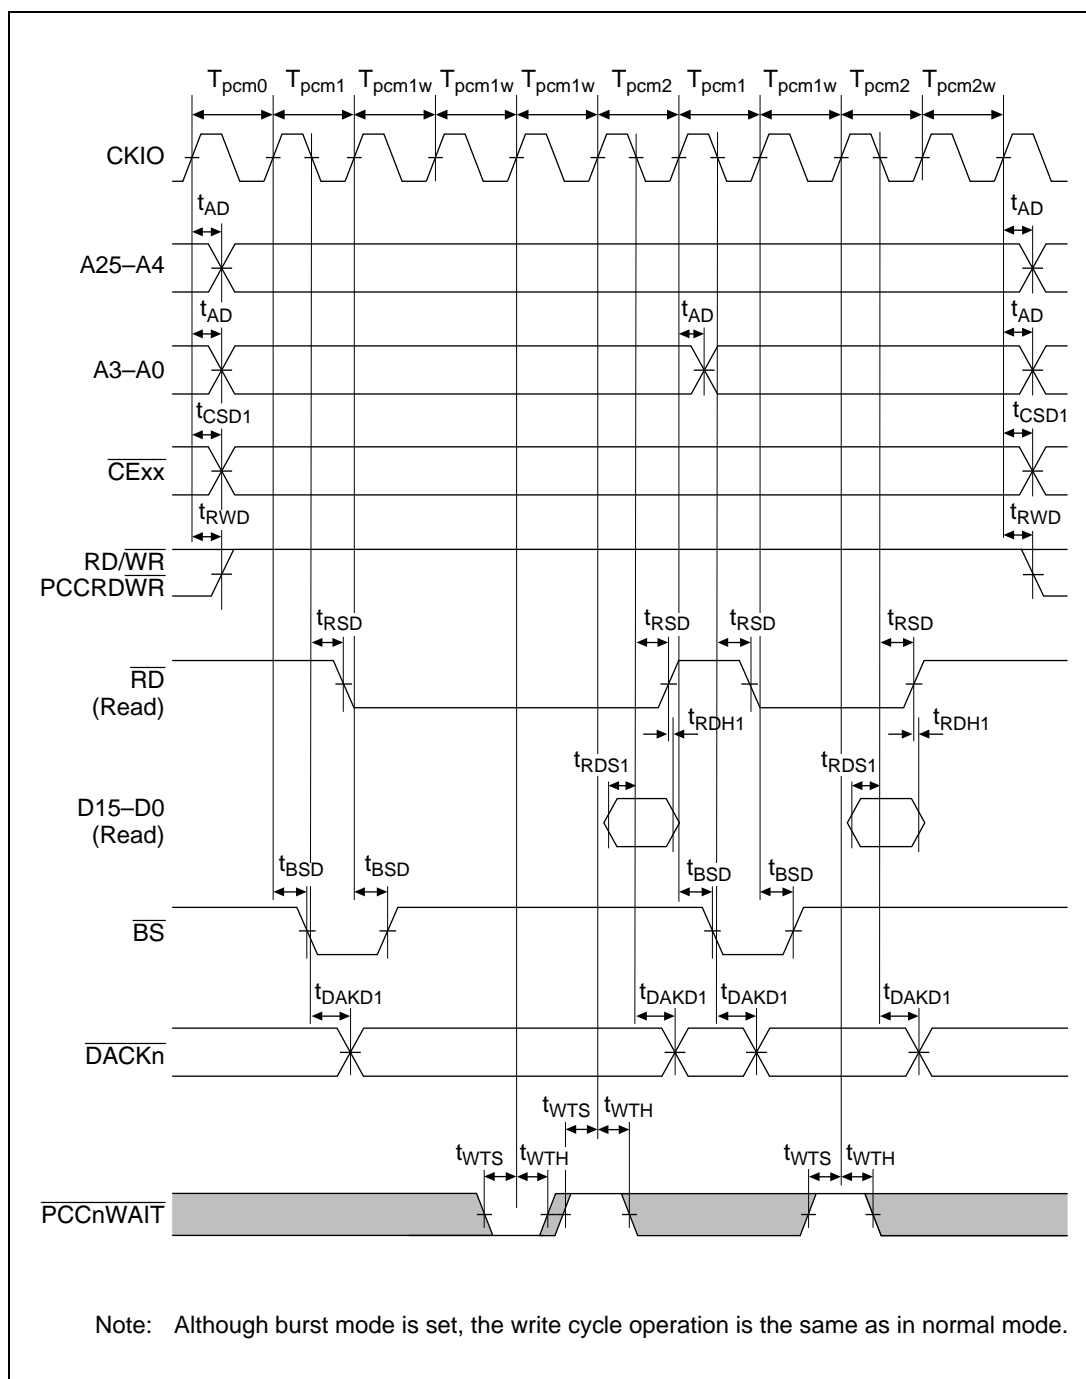 Tpcm0 Tpcm1 Tpcm1w Tpcm1w Tpcm1w Tpcm2 Tpcm1 Tpcm1w Tpcm2 Tpcm2w
CKIO
tAD tAD
A25–A4
tAD tAD tAD
A3–A0
tCSD1 tCSD1
CExx
tRWD tRWD
RD/WR
PCCRDWR
tRSD tRSD tRSD tRSD
RD
(Read)
tRDH1 tRDH1
tRDS1 tRDS1
D15–D0
(Read)
tBSD tBSD tBSD tBSD
BS
tDAKD1 tDAKD1 tDAKD1 tDAKD1
DACKn
tWTS tWTH
tWTS tWTH tWTS tWTH
PCCnWAIT
Note: Although burst mode is set, the write cycle operation is the same as in normal mode.